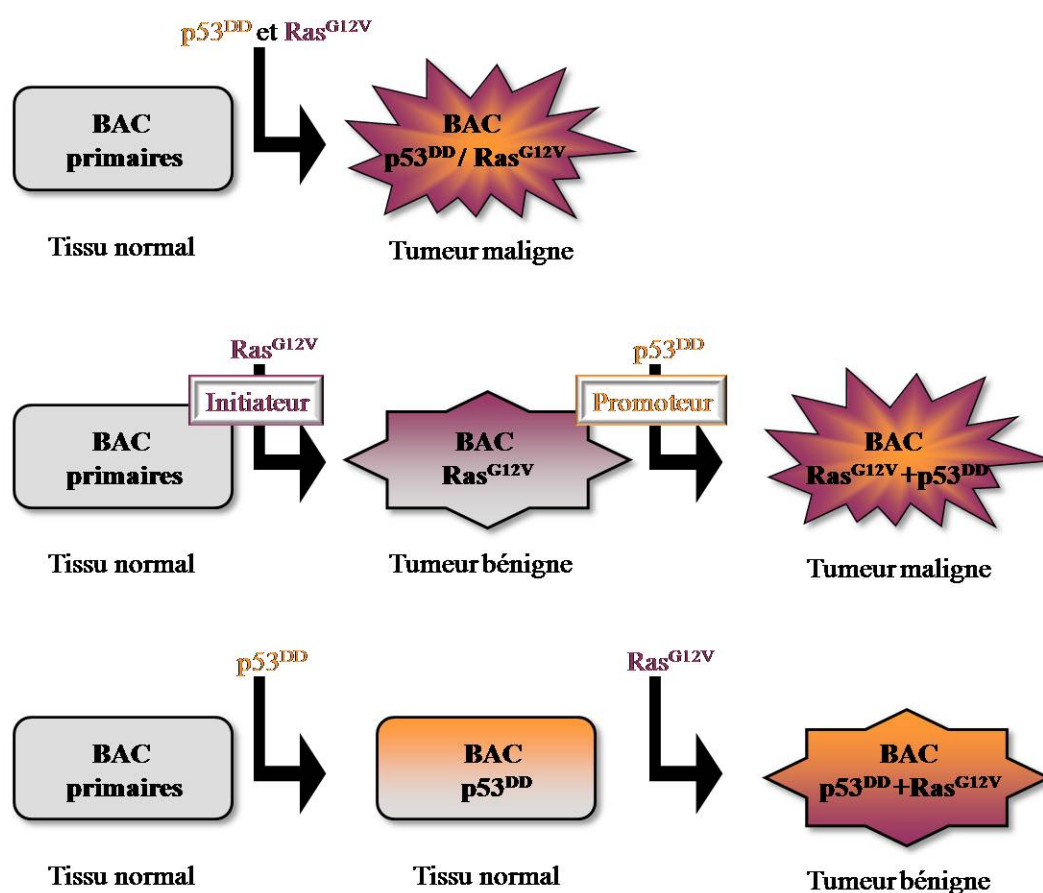 p53ᴰᴰ et Rasᴳ¹²ⱽ
BAC
primaires
BAC
p53ᴰᴰ / Rasᴳ¹²ⱽ
Tissu normal
Tumeur maligne
Rasᴳ¹²ⱽ
p53ᴰᴰ
Initiateur
Promoteur
BAC
primaires
BAC
Rasᴳ¹²ⱽ
BAC
Rasᴳ¹²ⱽ+p53ᴰᴰ
Tissu normal
Tumeur bénigne
Tumeur maligne
p53ᴰᴰ
Rasᴳ¹²ⱽ
BAC
primaires
BAC
p53ᴰᴰ
BAC
p53ᴰᴰ+Rasᴳ¹²ⱽ
Tissu normal
Tissu normal
Tumeur bénigne